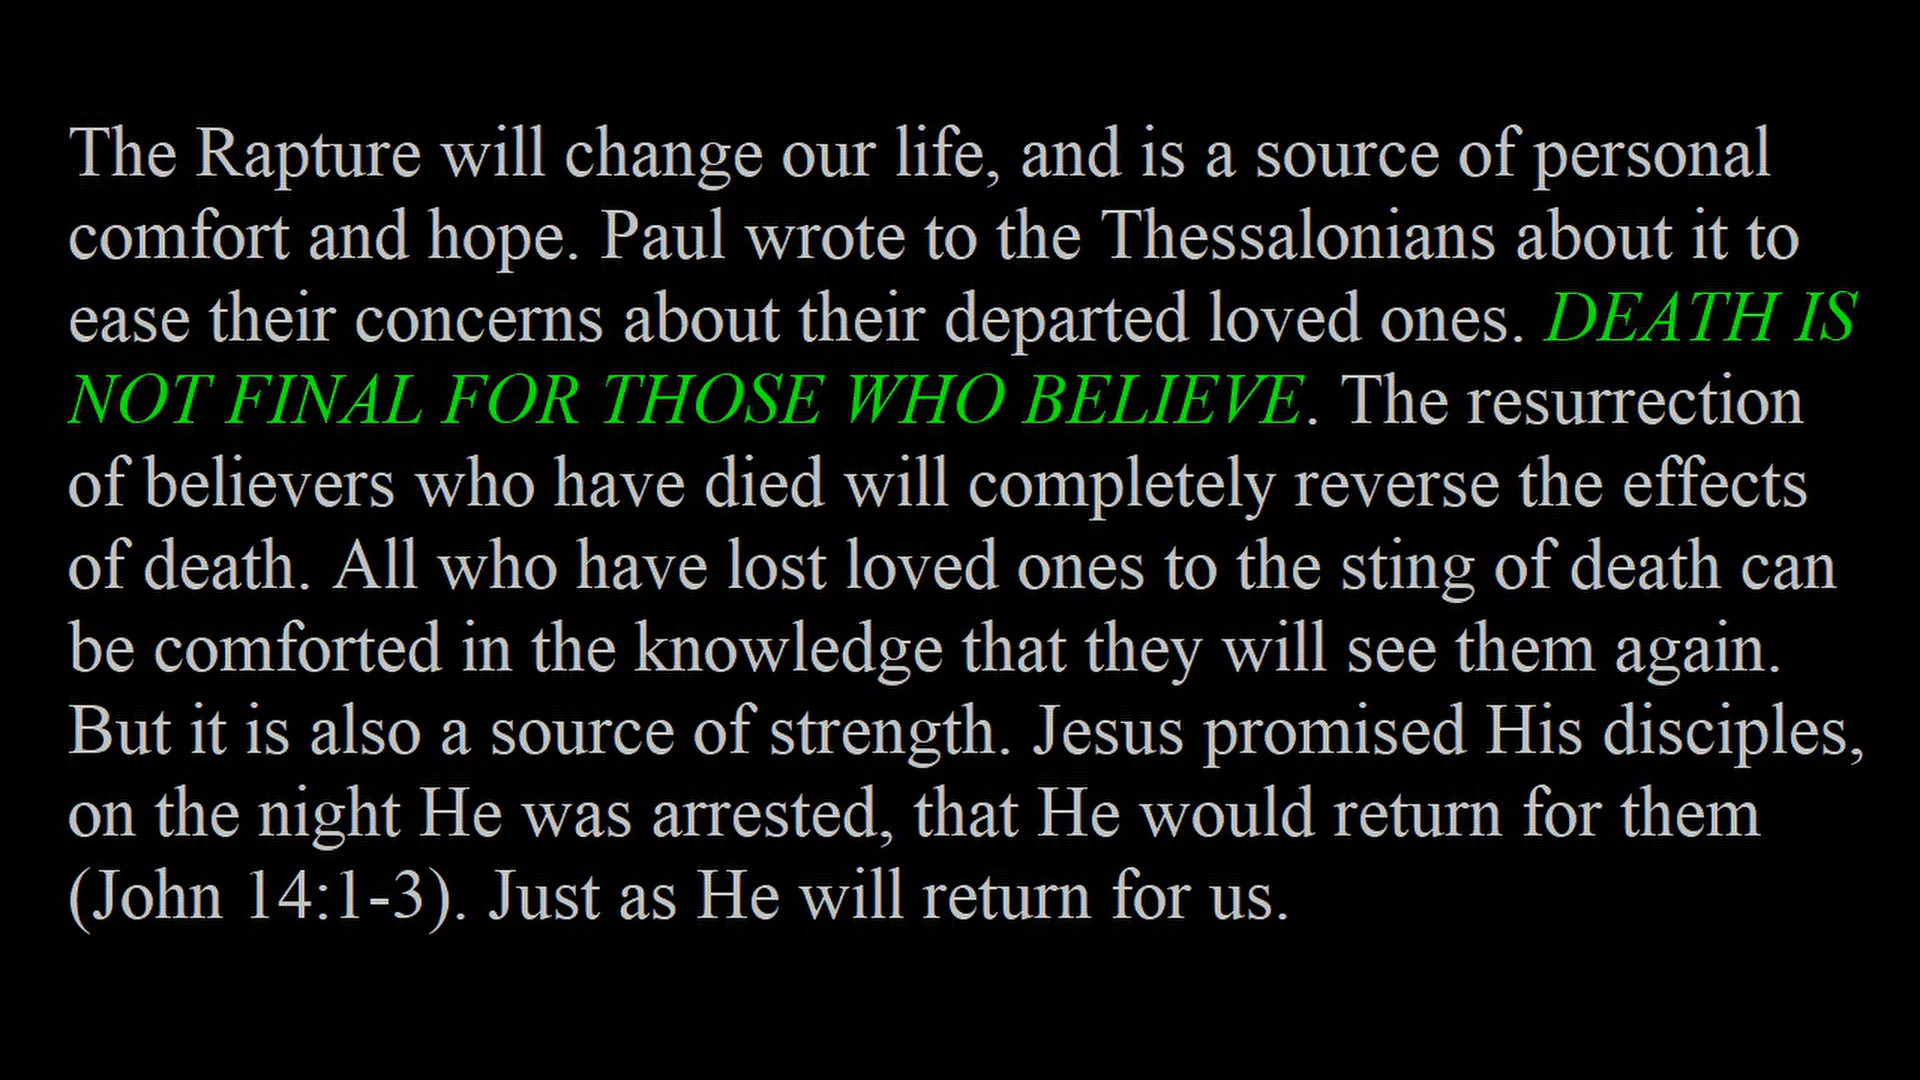 The Rapture will change our life, and is a source of personal
comfort and hope. Paul wrote to the Thessalonians about it to
ease their concerns about their departed loved ones. DEATH IS
NOT FINAL FOR THOSE WHO BELIEVE. The resurrection
of believers who have died will completely reverse the effects
of death. All who have lost loved ones to the sting of death can
be comforted in the knowledge that they will see them again.
But it is also a source of strength. Jesus promised His disciples,
on the night He was arrested, that He would return for them
(John 14:1-3). Just as He will return for us.